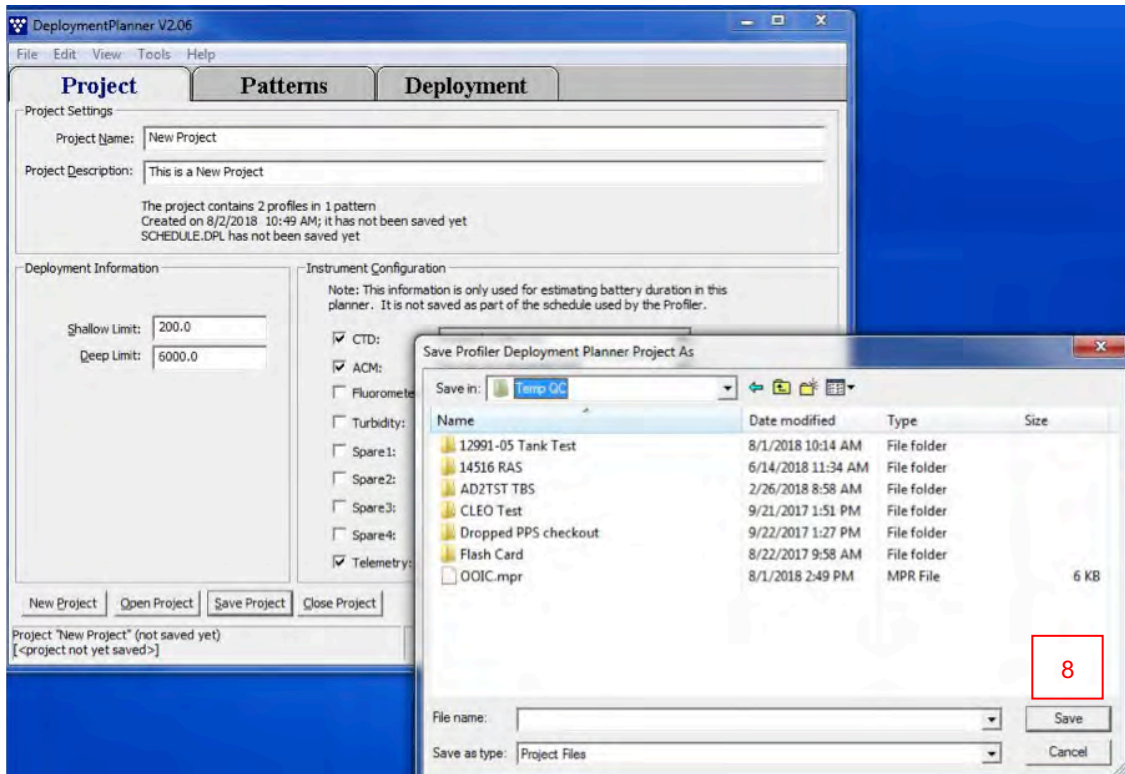 DeploymentPlanner V2.06
File Edit View Tools Help
Project Patterns Deployment
Project Settings
Project Name: New Project
Project Description: This is a New Project
The project contains 2 profiles in 1 pattern
Created on 8/2/2018 10:49 AM; it has not been saved yet
SCHEDULE.DPL has not been saved yet
Deployment Information
Shallow Limit: 200.0
Deep Limit: 6000.0
Instrument Configuration
Note: This information is only used for estimating battery duration in this
planner. It is not saved as part of the schedule used by the Profiler.
CTD:
ACM:
Fluoromete
Turbidity:
Spare1:
Spare2:
Spare3:
Spare4:
Telemetry:
New Project Open Project Save Project Close Project
Project "New Project" (not saved yet)
[<project not yet saved>]
Save Profiler Deployment Planner Project As
Save in: Temp QC
Name Date modified Type Size
12991-05 Tank Test 8/1/2018 10:14 AM File folder
14516 RAS 6/14/2018 11:34 AM File folder
AD2TST TBS 2/26/2018 8:58 AM File folder
CLEO Test 9/21/2017 1:51 PM File folder
Dropped PPS checkout 9/22/2017 1:27 PM File folder
Flash Card 8/22/2017 9:58 AM File folder
OOIC.mpr 8/1/2018 2:49 PM MPR File 6 KB
8
File name: Save
Save as type: Project Files Cancel